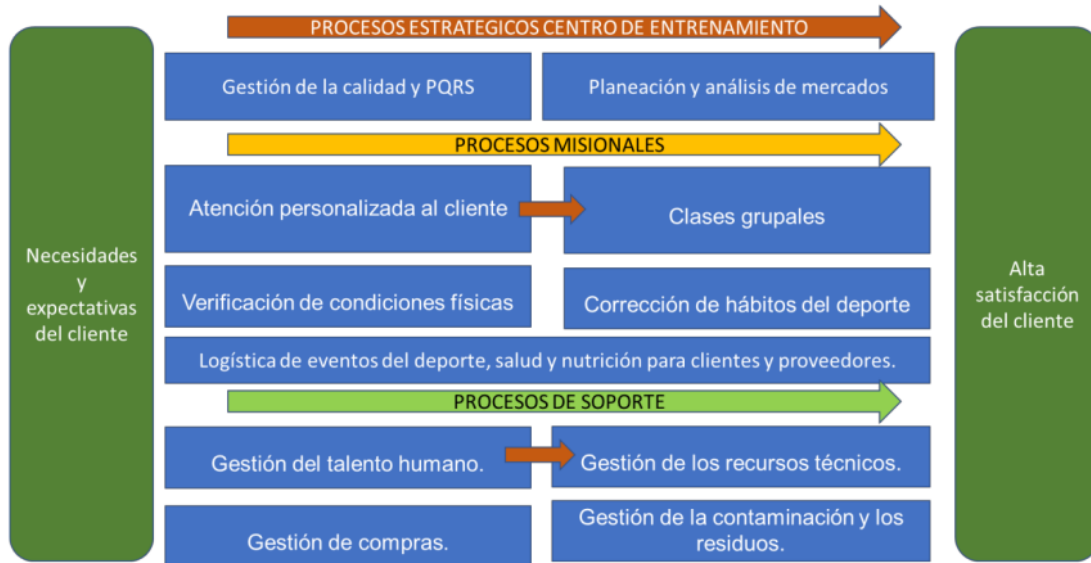 PROCESOS ESTRATEGICOS CENTRO DE ENTRENAMIENTO
Gestión de la calidad y PQRS
Planeación y análisis de mercados
PROCESOS MISIONALES
Atención personalizada al cliente
Clases grupales
Necesidades
y
expectativas
del cliente
Alta
satisfacción
del cliente
Verificación de condiciones físicas
Corrección de hábitos del deporte
Logística de eventos del deporte, salud y nutrición para clientes y proveedores.
PROCESOS DE SOPORTE
Gestión del talento humano.
Gestión de los recursos técnicos.
Gestión de compras.
Gestión de la contaminación y los
residuos.